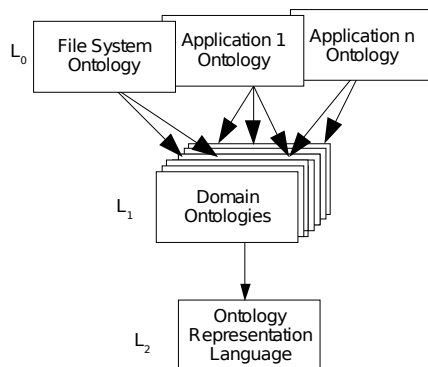 L0
File System
Ontology
Application 1
Ontology
Application n
Ontology
L1
Domain
Ontologies
L2
Ontology
Representation
Language